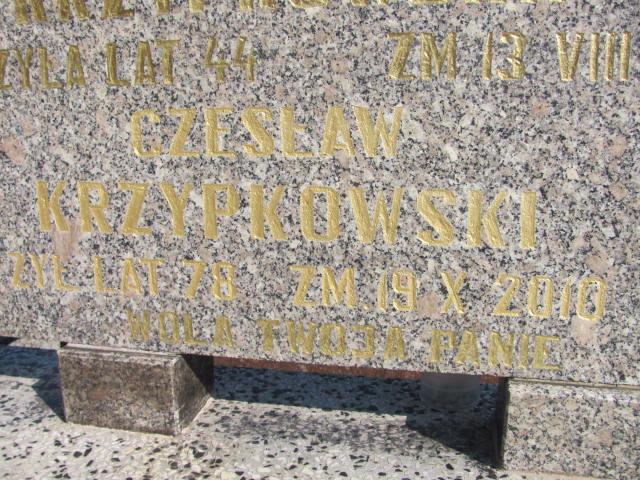 ŻYŁA LAT 44 ZM. 13 VIII
CZESŁAW
KRZYPKOWSKI
ŻYŁ LAT 78 ZM. 19 X 2010
WOLA TWOJA PANIE